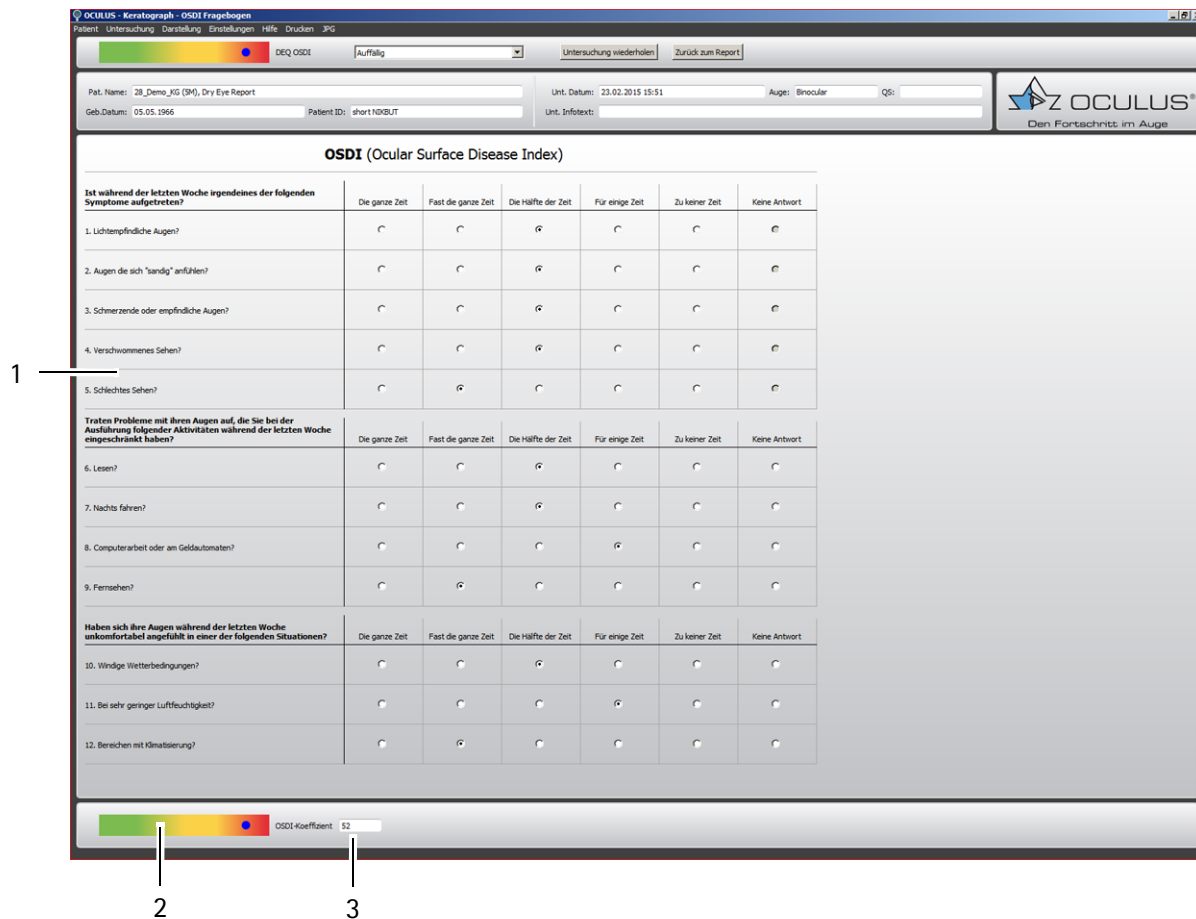 OCULUS - Keratograph - OSDI Fragebogen
Patient Untersuchung Darstellung Einstellungen Hilfe Drucken JPG
DEQ OSDI Auffällig Untersuchung wiederholen Zurück zum Report
Pat. Name: 28_Demo_KG (5M), Dry Eye Report Unt. Datum: 23.02.2015 15:51 Auge: Binocular QS:
Geb.Datum: 05.05.1966 Patient ID: short NIKBUT Unt. Infotext:
OCULUS®
Den Fortschritt im Auge
OSDI (Ocular Surface Disease Index)
Ist während der letzten Woche irgendeines der folgenden
Symptome aufgetreten? Die ganze Zeit Fast die ganze Zeit Die Hälfte der Zeit Für einige Zeit Zu keiner Zeit Keine Antwort
1. Lichtempfindliche Augen?
2. Augen die sich "sandig" anfühlen?
3. Schmerzende oder empfindliche Augen?
4. Verschwommenes Sehen?
1
5. Schlechtes Sehen?
Traten Probleme mit ihren Augen auf, die Sie bei der
Ausführung folgender Aktivitäten während der letzten Woche
eingeschränkt haben? Die ganze Zeit Fast die ganze Zeit Die Hälfte der Zeit Für einige Zeit Zu keiner Zeit Keine Antwort
6. Lesen?
7. Nachts fahren?
8. Computerarbeit oder am Geldautomaten?
9. Fernsehen?
Haben sich ihre Augen während der letzten Woche
unkomfortabel angefühlt in einer der folgenden Situationen? Die ganze Zeit Fast die ganze Zeit Die Hälfte der Zeit Für einige Zeit Zu keiner Zeit Keine Antwort
10. Windige Wetterbedingungen?
11. Bei sehr geringer Luftfeuchtigkeit?
12. Bereichen mit Klimatisierung?
OSDI-Koeffizient 52
2 3